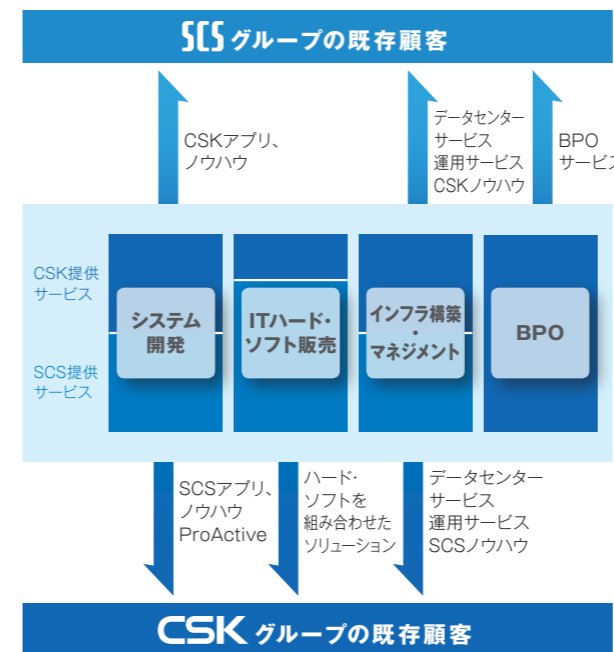 SCSグループの既存顧客
CSKアプリ、
ノウハウ
データセンター
サービス
運用サービス
CSKノウハウ
BPO
サービス
CSK提供
サービス
SCS提供
サービス
システム
開発
ITハード・
ソフト販売
インフラ構築
・
マネジメント
BPO
SCSアプリ、
ノウハウ
ProActive
ハード・
ソフトを
組み合わせた
ソリューション
データセンター
サービス
運用サービス
SCSノウハウ
CSKグループの既存顧客